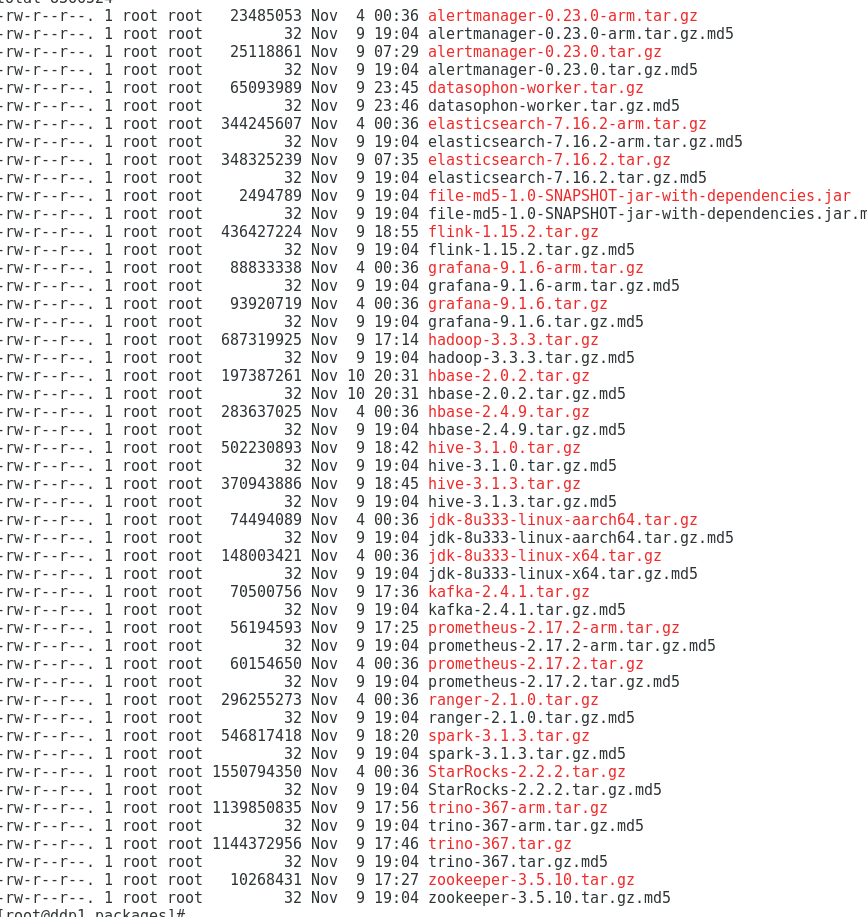 -rw-r--r--. 1 root root   23485053 Nov  4 00:36 alertmanager-0.23.0-arm.tar.gz
-rw-r--r--. 1 root root         32 Nov  9 19:04 alertmanager-0.23.0-arm.tar.gz.md5
-rw-r--r--. 1 root root   25118861 Nov  9 07:29 alertmanager-0.23.0.tar.gz
-rw-r--r--. 1 root root         32 Nov  9 19:04 alertmanager-0.23.0.tar.gz.md5
-rw-r--r--. 1 root root   65093989 Nov  9 23:45 datasophon-worker.tar.gz
-rw-r--r--. 1 root root         32 Nov  9 23:46 datasophon-worker.tar.gz.md5
-rw-r--r--. 1 root root  344245607 Nov  4 00:36 elasticsearch-7.16.2-arm.tar.gz
-rw-r--r--. 1 root root         32 Nov  9 19:04 elasticsearch-7.16.2-arm.tar.gz.md5
-rw-r--r--. 1 root root  348325239 Nov  9 07:35 elasticsearch-7.16.2.tar.gz
-rw-r--r--. 1 root root         32 Nov  9 19:04 elasticsearch-7.16.2.tar.gz.md5
-rw-r--r--. 1 root root    2494789 Nov  9 19:04 file-md5-1.0-SNAPSHOT-jar-with-dependencies.jar
-rw-r--r--. 1 root root         32 Nov  9 19:04 file-md5-1.0-SNAPSHOT-jar-with-dependencies.jar.m
-rw-r--r--. 1 root root  436427224 Nov  9 18:55 flink-1.15.2.tar.gz
-rw-r--r--. 1 root root         32 Nov  9 19:04 flink-1.15.2.tar.gz.md5
-rw-r--r--. 1 root root   88833338 Nov  4 00:36 grafana-9.1.6-arm.tar.gz
-rw-r--r--. 1 root root         32 Nov  9 19:04 grafana-9.1.6-arm.tar.gz.md5
-rw-r--r--. 1 root root   93920719 Nov  4 00:36 grafana-9.1.6.tar.gz
-rw-r--r--. 1 root root         32 Nov  9 19:04 grafana-9.1.6.tar.gz.md5
-rw-r--r--. 1 root root  687319925 Nov  9 17:14 hadoop-3.3.3.tar.gz
-rw-r--r--. 1 root root         32 Nov  9 19:04 hadoop-3.3.3.tar.gz.md5
-rw-r--r--. 1 root root  197387261 Nov 10 20:31 hbase-2.0.2.tar.gz
-rw-r--r--. 1 root root         32 Nov 10 20:31 hbase-2.0.2.tar.gz.md5
-rw-r--r--. 1 root root  283637025 Nov  4 00:36 hbase-2.4.9.tar.gz
-rw-r--r--. 1 root root         32 Nov  9 19:04 hbase-2.4.9.tar.gz.md5
-rw-r--r--. 1 root root  502230893 Nov  9 18:42 hive-3.1.0.tar.gz
-rw-r--r--. 1 root root         32 Nov  9 19:04 hive-3.1.0.tar.gz.md5
-rw-r--r--. 1 root root  370943886 Nov  9 18:45 hive-3.1.3.tar.gz
-rw-r--r--. 1 root root         32 Nov  9 19:04 hive-3.1.3.tar.gz.md5
-rw-r--r--. 1 root root   74494089 Nov  4 00:36 jdk-8u333-linux-aarch64.tar.gz
-rw-r--r--. 1 root root         32 Nov  9 19:04 jdk-8u333-linux-aarch64.tar.gz.md5
-rw-r--r--. 1 root root  148003421 Nov  4 00:36 jdk-8u333-linux-x64.tar.gz
-rw-r--r--. 1 root root         32 Nov  9 19:04 jdk-8u333-linux-x64.tar.gz.md5
-rw-r--r--. 1 root root   70500756 Nov  9 17:36 kafka-2.4.1.tar.gz
-rw-r--r--. 1 root root         32 Nov  9 19:04 kafka-2.4.1.tar.gz.md5
-rw-r--r--. 1 root root   56194593 Nov  9 17:25 prometheus-2.17.2-arm.tar.gz
-rw-r--r--. 1 root root         32 Nov  9 19:04 prometheus-2.17.2-arm.tar.gz.md5
-rw-r--r--. 1 root root   60154650 Nov  4 00:36 prometheus-2.17.2.tar.gz
-rw-r--r--. 1 root root         32 Nov  9 19:04 prometheus-2.17.2.tar.gz.md5
-rw-r--r--. 1 root root  296255273 Nov  4 00:36 ranger-2.1.0.tar.gz
-rw-r--r--. 1 root root         32 Nov  9 19:04 ranger-2.1.0.tar.gz.md5
-rw-r--r--. 1 root root  546817418 Nov  9 18:20 spark-3.1.3.tar.gz
-rw-r--r--. 1 root root         32 Nov  9 19:04 spark-3.1.3.tar.gz.md5
-rw-r--r--. 1 root root 1550794350 Nov  4 00:36 StarRocks-2.2.2.tar.gz
-rw-r--r--. 1 root root         32 Nov  9 19:04 StarRocks-2.2.2.tar.gz.md5
-rw-r--r--. 1 root root 1139850835 Nov  9 17:56 trino-367-arm.tar.gz
-rw-r--r--. 1 root root         32 Nov  9 19:04 trino-367-arm.tar.gz.md5
-rw-r--r--. 1 root root 1144372956 Nov  9 17:46 trino-367.tar.gz
-rw-r--r--. 1 root root         32 Nov  9 19:04 trino-367.tar.gz.md5
-rw-r--r--. 1 root root   10268431 Nov  9 17:27 zookeeper-3.5.10.tar.gz
-rw-r--r--. 1 root root         32 Nov  9 19:04 zookeeper-3.5.10.tar.gz.md5
[root@ddp1 packages]#